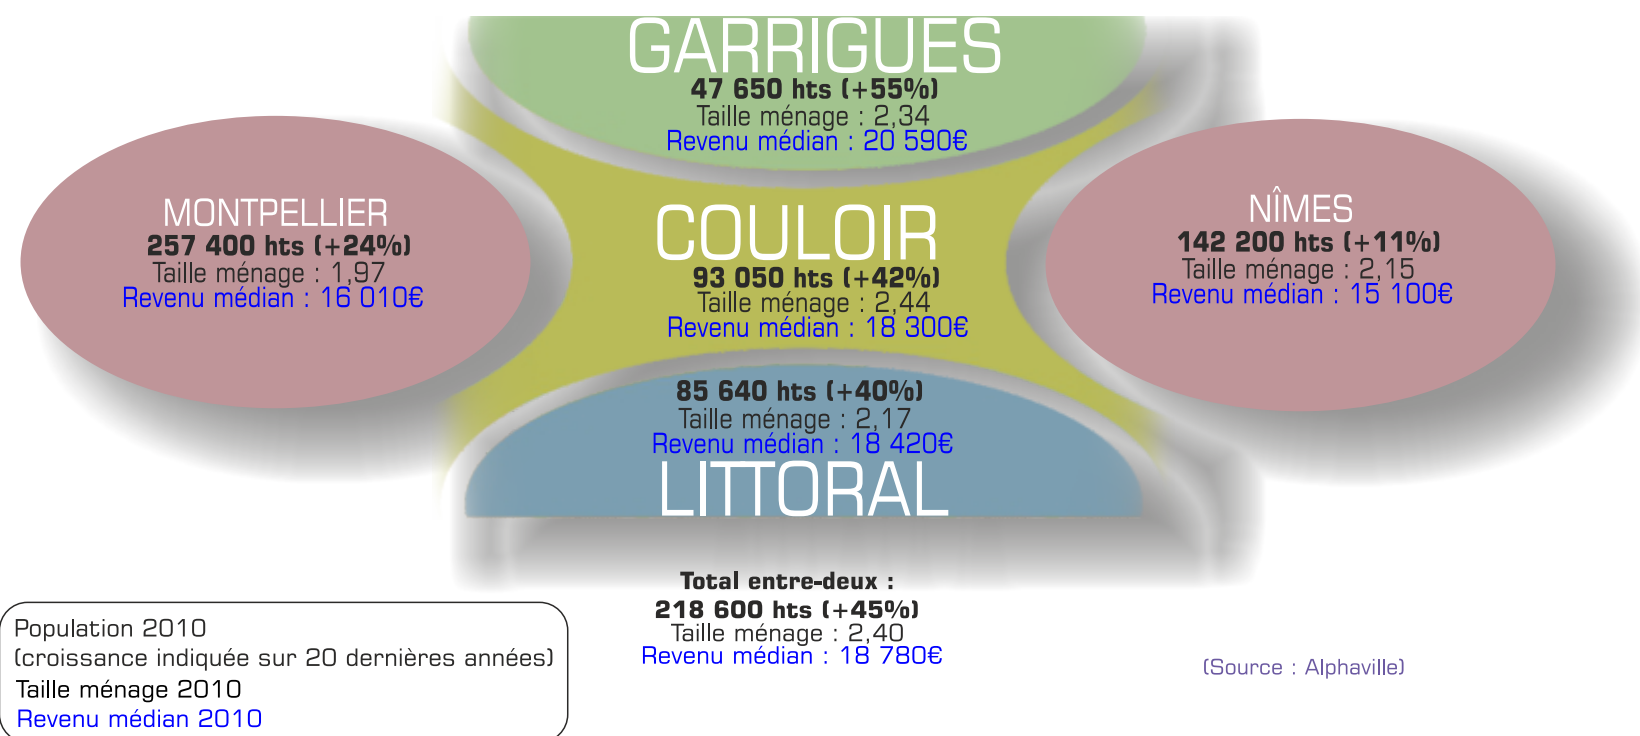 GARRIGUES
47 650 hts (+55%)
Taille ménage : 2,34
Revenu médian : 20 590€
MONTPELLIER
257 400 hts (+24%)
Taille ménage : 1,97
Revenu médian : 16 010€
COULOIR
93 050 hts (+42%)
Taille ménage : 2,44
Revenu médian : 18 300€
NÎMES
142 200 hts (+11%)
Taille ménage : 2,15
Revenu médian : 15 100€
85 640 hts (+40%)
Taille ménage : 2,17
Revenu médian : 18 420€
LITTORAL
Total entre-deux :
218 600 hts (+45%)
Taille ménage : 2,40
Revenu médian : 18 780€
Population 2010
(croissance indiquée sur 20 dernières années)
Taille ménage 2010
Revenu médian 2010
(Source : Alphaville)